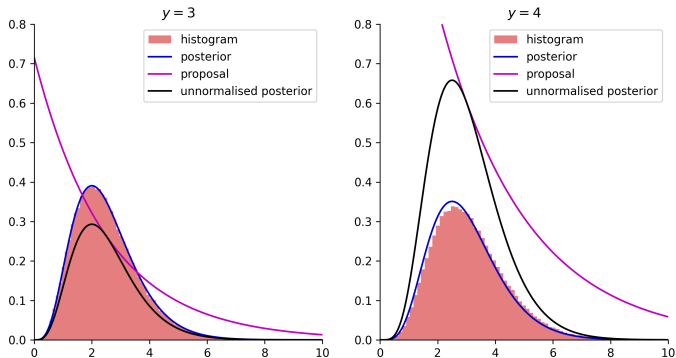 y = 3
0.8
0.7
0.6
0.5
0.4
0.3
0.2
0.1
0.0
0 2 4 6 8 10
histogram
posterior
proposal
unnormalised posterior
y = 4
0.8
0.7
0.6
0.5
0.4
0.3
0.2
0.1
0.0
0 2 4 6 8 10
histogram
posterior
proposal
unnormalised posterior